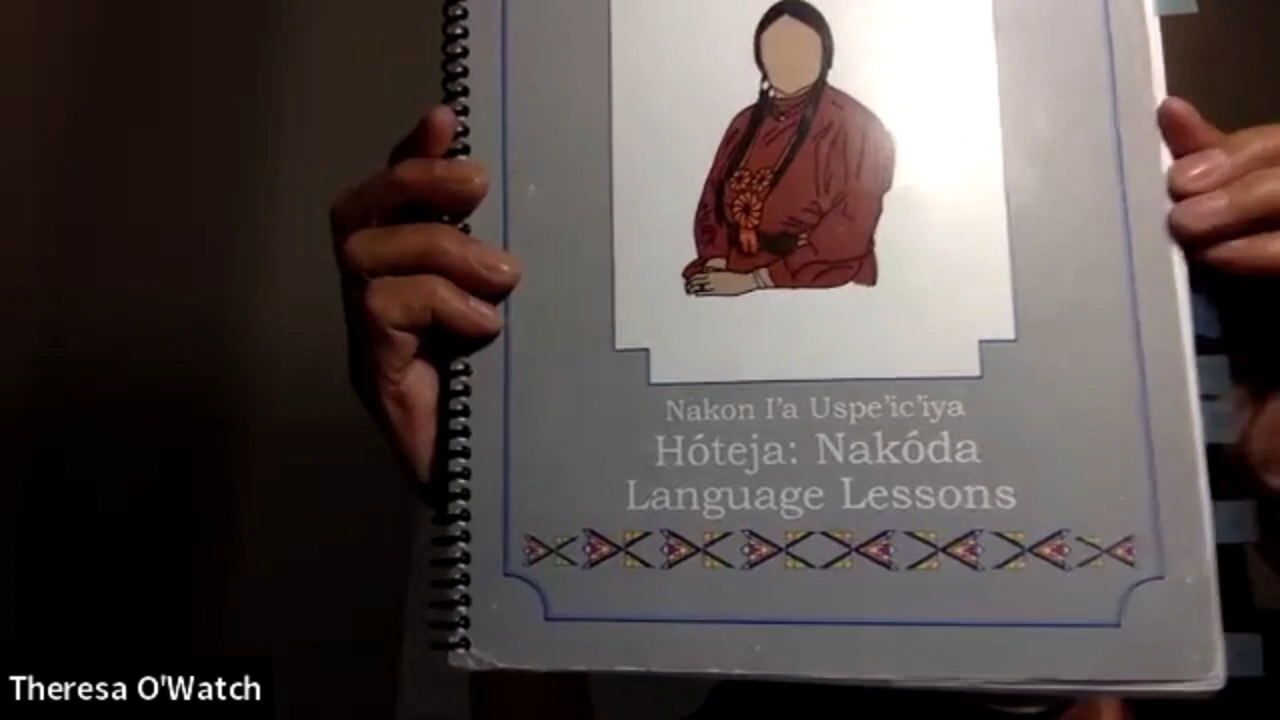 Nakon I'a Uspe'ic'iya
Hóteja: Nakóda
Language Lessons
Theresa O'Watch